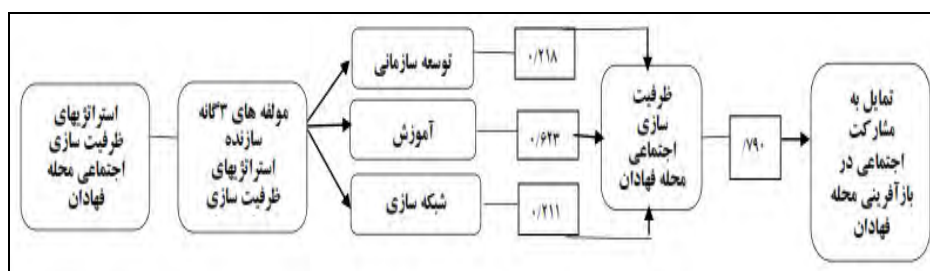 استراتژیهای
ظرفیت سازی
اجتماعی محله
فهادان
مولفه های ۳گانه
سازنده
استراتژیهای
ظرفیت سازی
توسعه سازمانی
۰/۲۱۸
آموزش
۰/۶۲۳
شبکه سازی
۰/۲۱۱
ظرفیت
سازی
اجتماعی
محله فهادان
/۷۹۰
تمایل به
مشارکت
اجتماعی در
بازآفرینی محله
فهادان